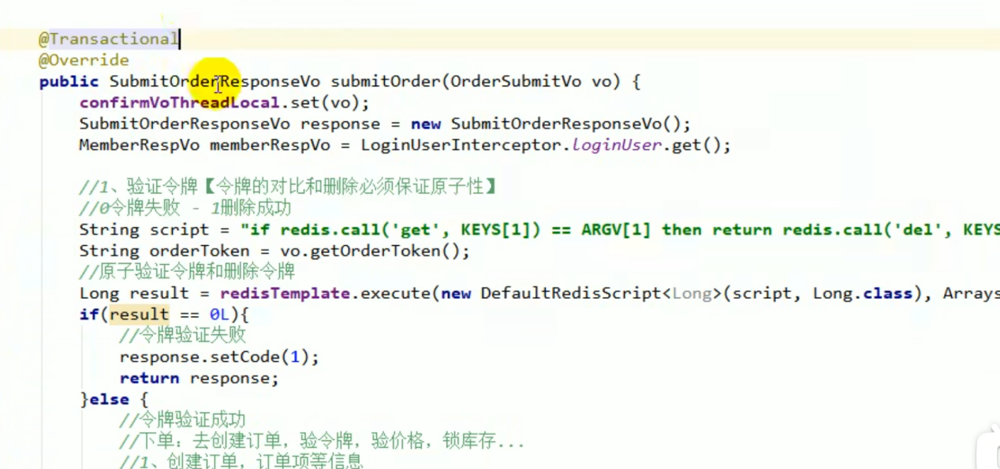 @Transactional
@Override
public SubmitOrderResponseVo submitOrder(OrderSubmitVo vo) {
confirmVoThreadLocal.set(vo);
SubmitOrderResponseVo response = new SubmitOrderResponseVo();
MemberRespVo memberRespVo = LoginUserInterceptor.loginUser.get();
//1、验证令牌【令牌的对比和删除必须保证原子性】
//0令牌失败 - 1删除成功
String script = "if redis.call('get', KEYS[1]) == ARGV[1] then return redis.call('del', KEYS
String orderToken = vo.getOrderToken();
//原子验证令牌和删除令牌
Long result = redisTemplate.execute(new DefaultRedisScript<Long>(script, Long.class), Arrays
if(result == 0L){
//令牌验证失败
response.setCode(1);
return response;
}else {
//令牌验证成功
//下单：去创建订单，验令牌，验价格，锁库存...
//1、创建订单，订单项等信息